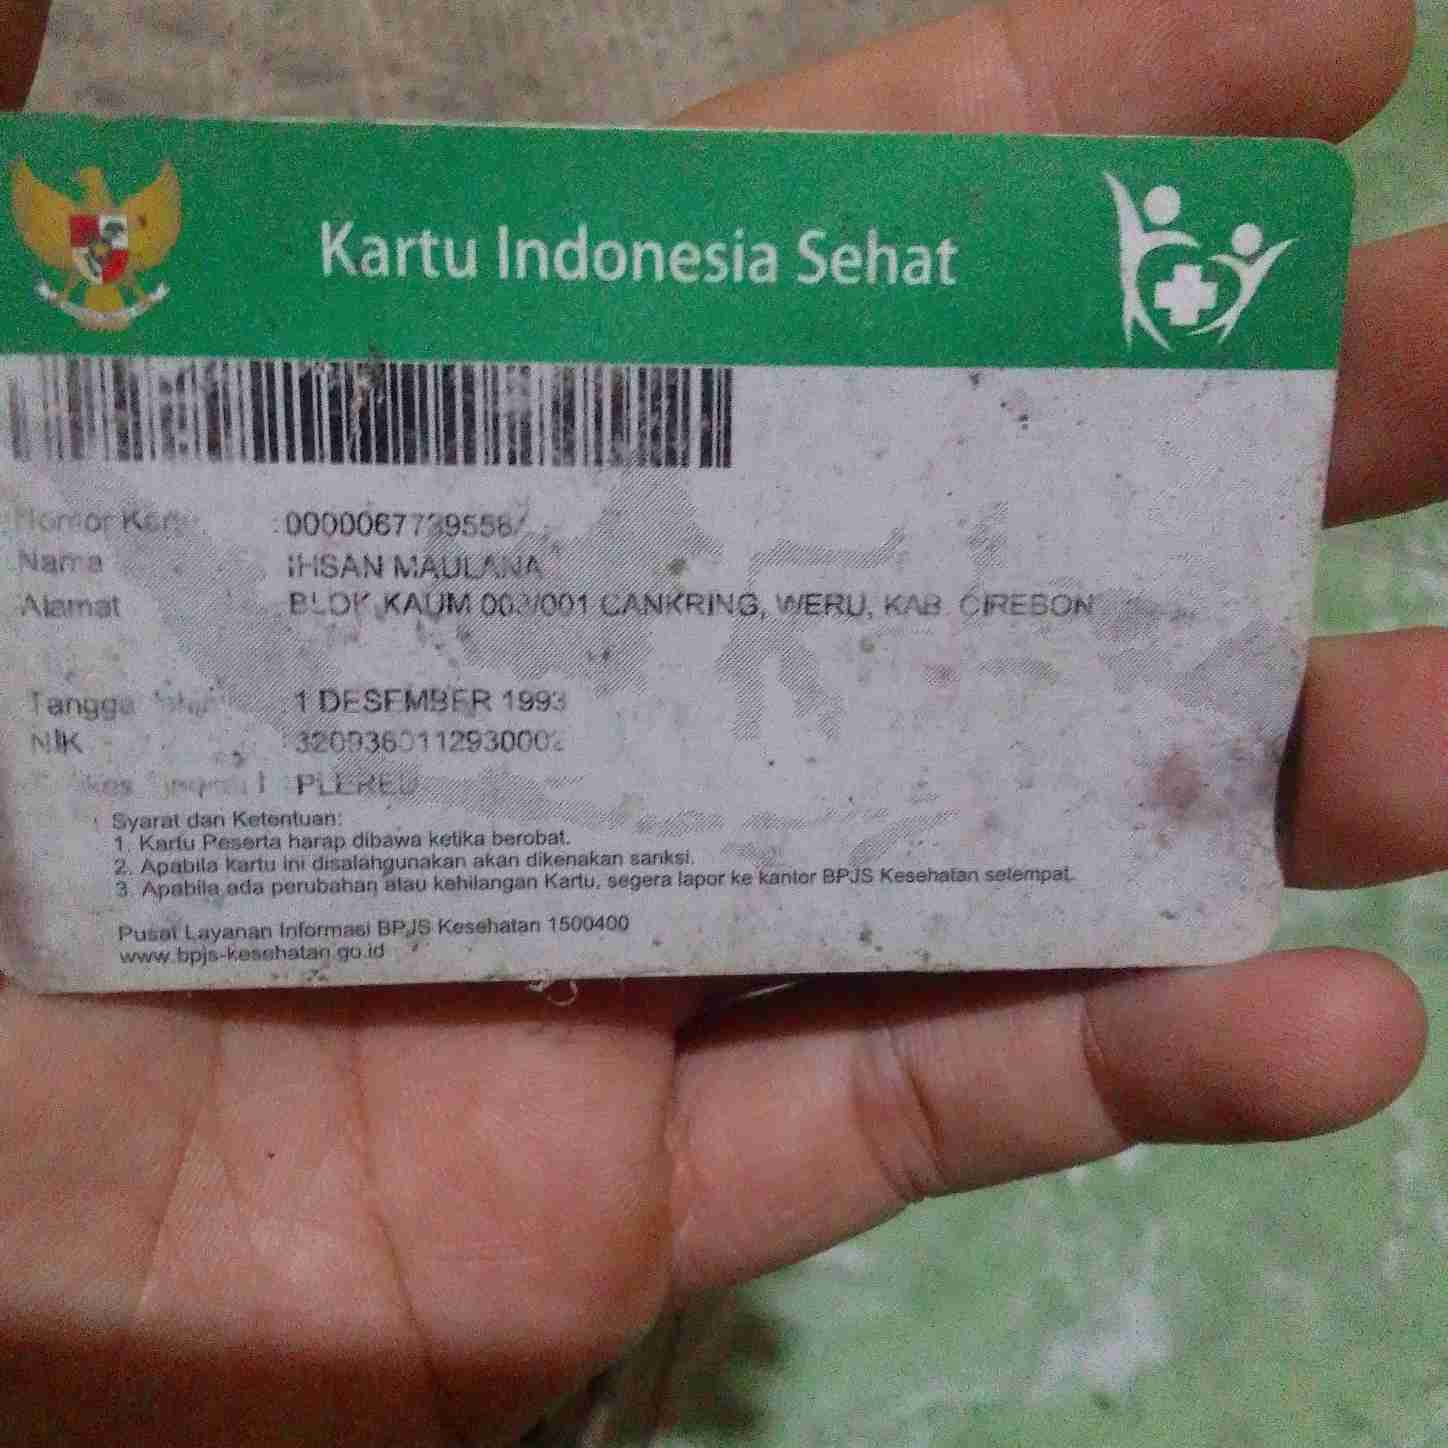 Kartu Indonesia Sehat
Nomor
Nama : IHSAN MAULANA
Alamat : BLOK KAUM CANKRING, WERU, KAB. CIREBON
: 1 DESEMBER 1993
NIK
: PLERED
Syarat dan Ketentuan:
1. Kartu Peserta harap dibawa ketika berobat.
2. Apabila kartu ini disalahgunakan akan dikenakan sanksi.
3. Apabila ada perubahan atau kehilangan Kartu, segera lapor ke kantor BPJS Kesehatan setempat.
Pusat Layanan Informasi BPJS Kesehatan 1500400
www.bpjs-kesehatan.go.id